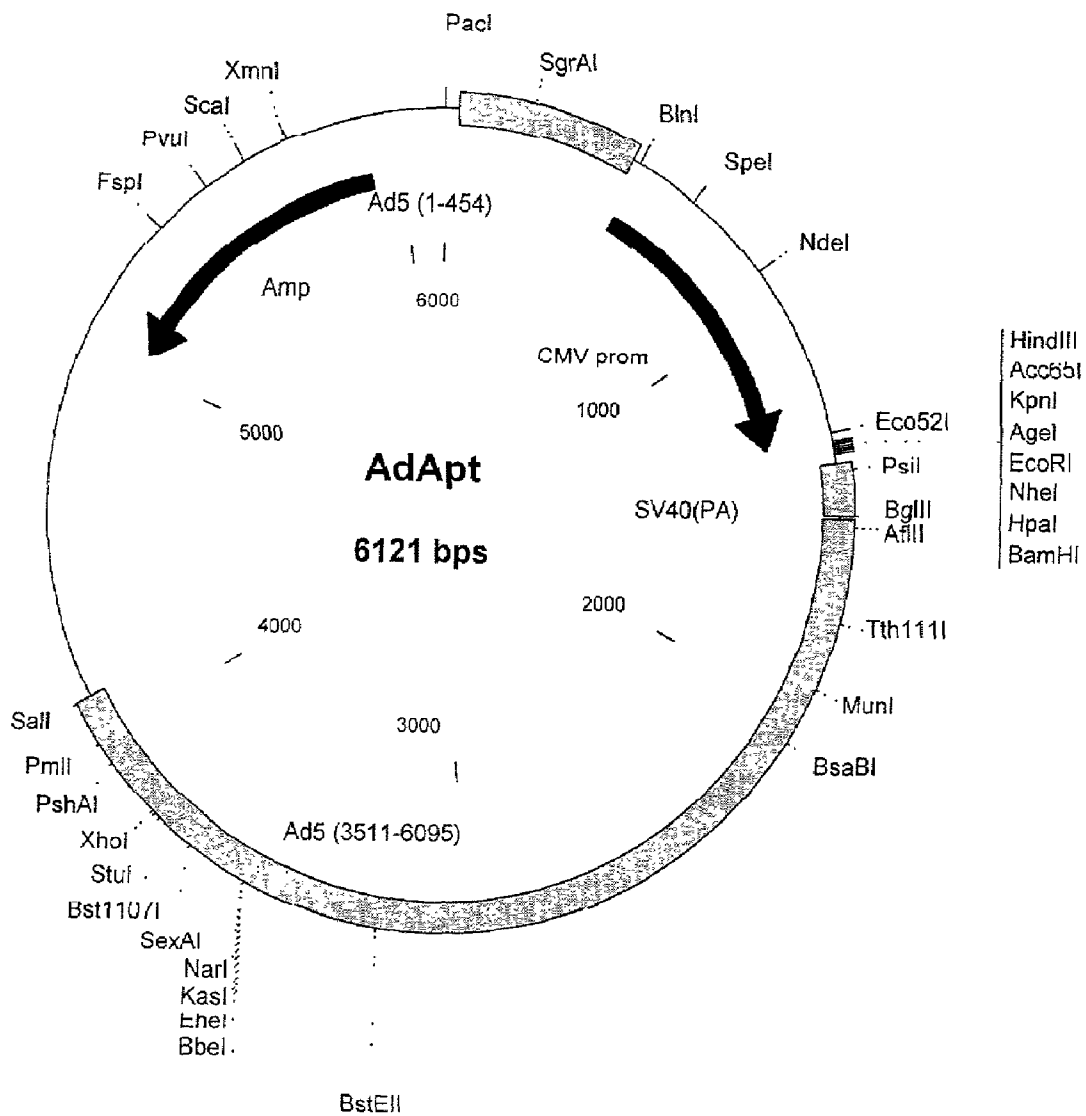 PacI
SgrAI
XmnI
BlnI
ScaI
PvuI
SpeI
FspI
Ad5 (1-454)
NdeI
Amp
6000
HindIII
CMV prom
Acc65I
1000
KpnI
Eco52I
5000
AgeI
AdApt
PsiI
EcoRI
NheI
SV40(PA)
BglII
HpaI
AflII
6121 bps
BamHI
2000
4000
Tth111I
MunI
SalI
3000
BsaBI
PmlI
PshAI
Ad5 (3511-6095)
XhoI
StuI
Bst1107I
SexAI
NarI
KasI
EheI
BbeI
BstEII